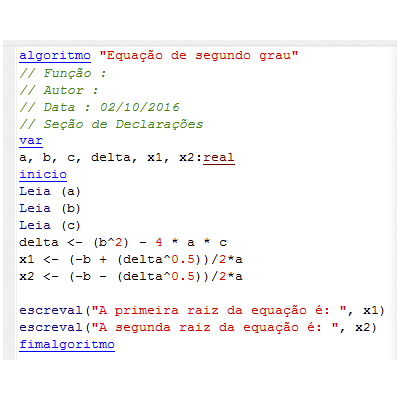 algoritmo "Equação de segundo grau"
// Função :
// Autor :
// Data : 02/10/2016
// Seção de Declarações
var
a, b, c, delta, x1, x2:real
inicio
Leia (a)
Leia (b)
Leia (c)
delta <- (b^2) - 4 * a * c
x1 <- (-b + (delta^0.5))/2*a
x2 <- (-b - (delta^0.5))/2*a
escreval("A primeira raiz da equação é: ", x1)
escreval("A segunda raiz da equação é: ", x2)
fimalgoritmo